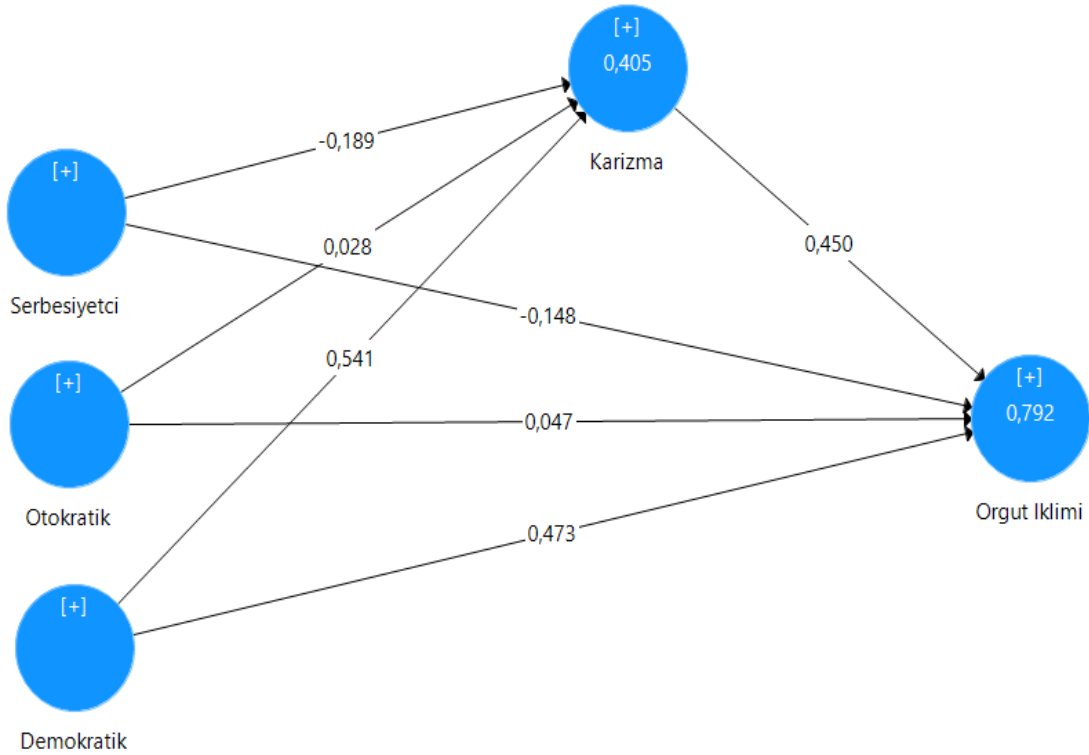 [+]
0,405
Karizma
-0,189
[+]
Serbesiyetci
0,028
0,450
-0,148
0,541
[+]
Otokratik
0,047
[+]
0,792
Orgut Iklimi
0,473
[+]
Demokratik